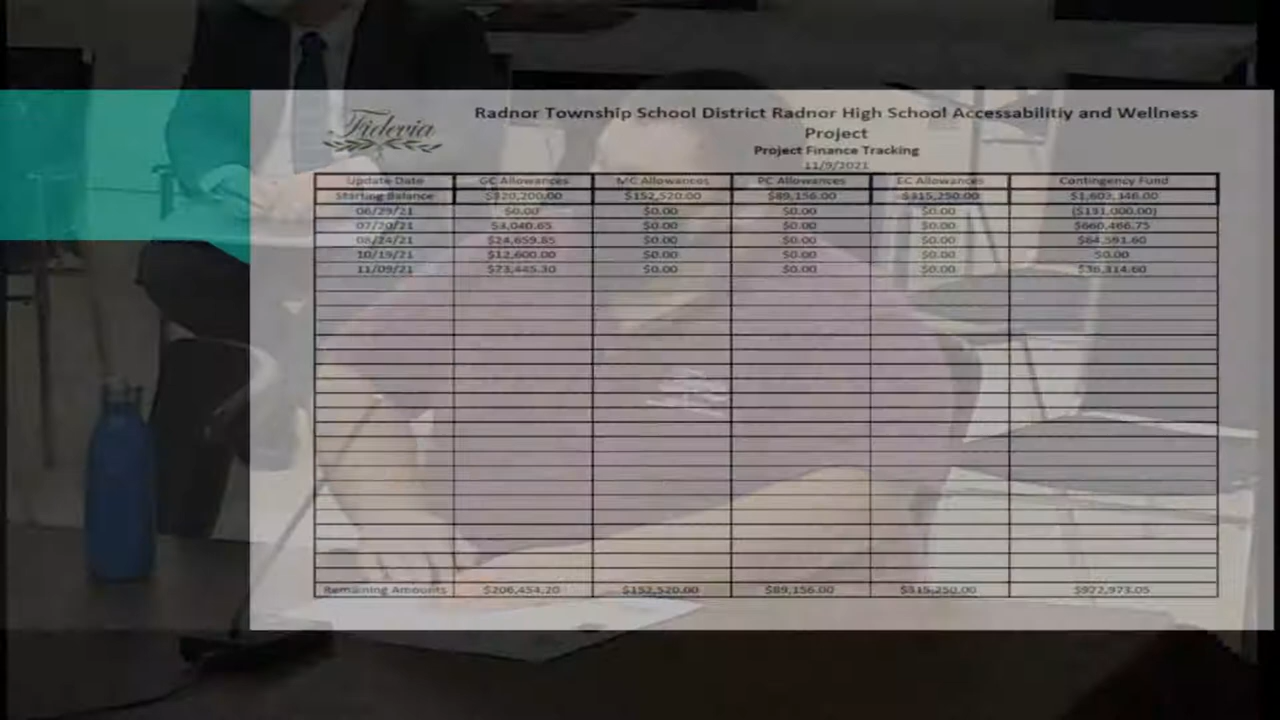 Fideria
Radnor Township School District Radnor High School Accessabilitiy and Wellness
Project
Project Finance Tracking
11/9/2021
Update Date GC Allowances MC Allowances PC Allowances EC Allowances Contingency Fund
Starting Balance $320,200.00 $152,520.00 $89,156.00 $315,250.00 $1,603,346.00
06/29/21 $0.00 $0.00 $0.00 $0.00 ($131,000.00)
07/20/21 $3,040.65 $0.00 $0.00 $0.00 $660,466.75
08/24/21 $24,659.85 $0.00 $0.00 $0.00 $64,591.60
10/19/21 $12,600.00 $0.00 $0.00 $0.00 $0.00
11/09/21 $73,445.30 $0.00 $0.00 $0.00 $36,314.60
Remaining Amounts $206,454.20 $152,520.00 $89,156.00 $315,250.00 $972,973.05